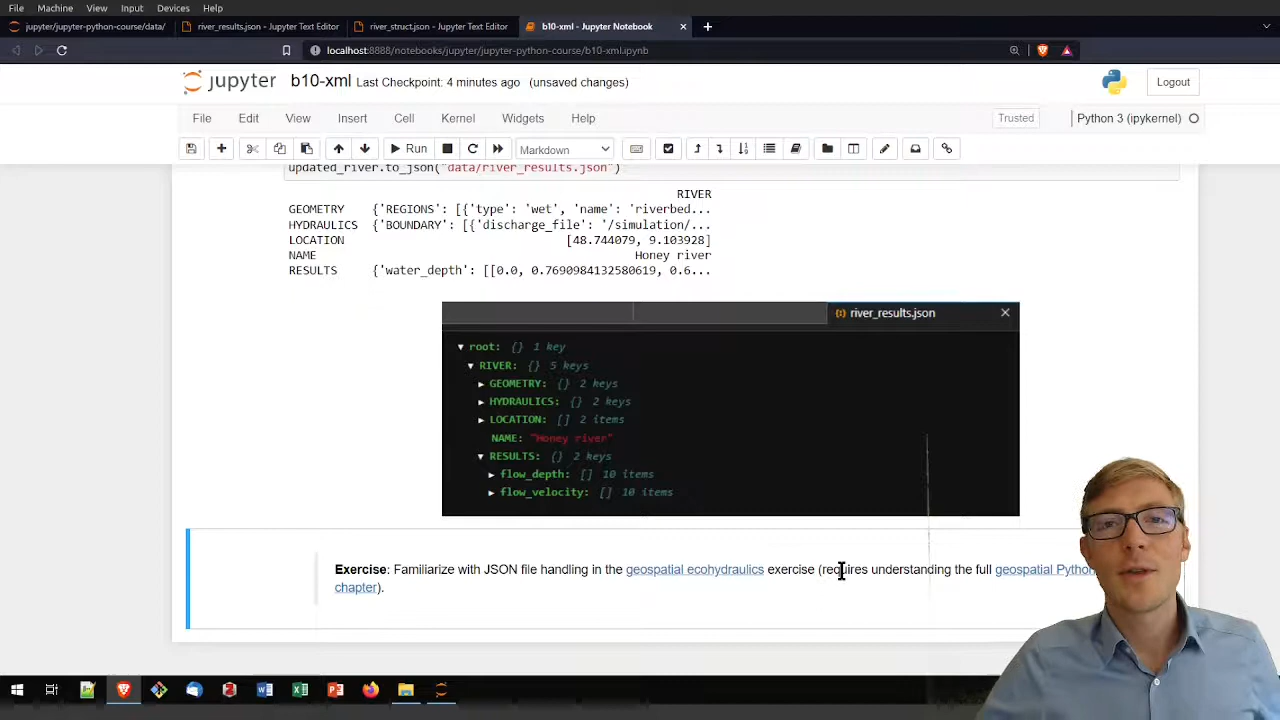 File Machine View Input Devices Help
jupyter/jupyter-python-course/data/ river_results.json - Jupyter Text Editor river_struct.json - Jupyter Text Editor b10-xml - Jupyter Notebook
localhost:8888/notebooks/jupyter/jupyter-python-course/b10-xml.ipynb
jupyter b10-xml Last Checkpoint: 4 minutes ago (unsaved changes) Logout
File Edit View Insert Cell Kernel Widgets Help Trusted Python 3 (ipykernel)
Run Markdown
updated_river.to_json("data/river_results.json")
RIVER
GEOMETRY {'REGIONS': [{'type': 'wet', 'name': 'riverbed...
HYDRAULICS {'BOUNDARY': [{'discharge_file': '/simulation/...
LOCATION [48.744079, 9.103928]
NAME Honey river
RESULTS {'water_depth': [[0.0, 0.7690984132580619, 0.6...
river_results.json
root: {} 1 key
RIVER: {} 5 keys
GEOMETRY: {} 2 keys
HYDRAULICS: {} 2 keys
LOCATION: [] 2 items
NAME: "Honey river"
RESULTS: {} 2 keys
flow_depth: [] 10 items
flow_velocity: [] 10 items
Exercise: Familiarize with JSON file handling in the geospatial ecohydraulics exercise (requires understanding the full geospatial Python
chapter).